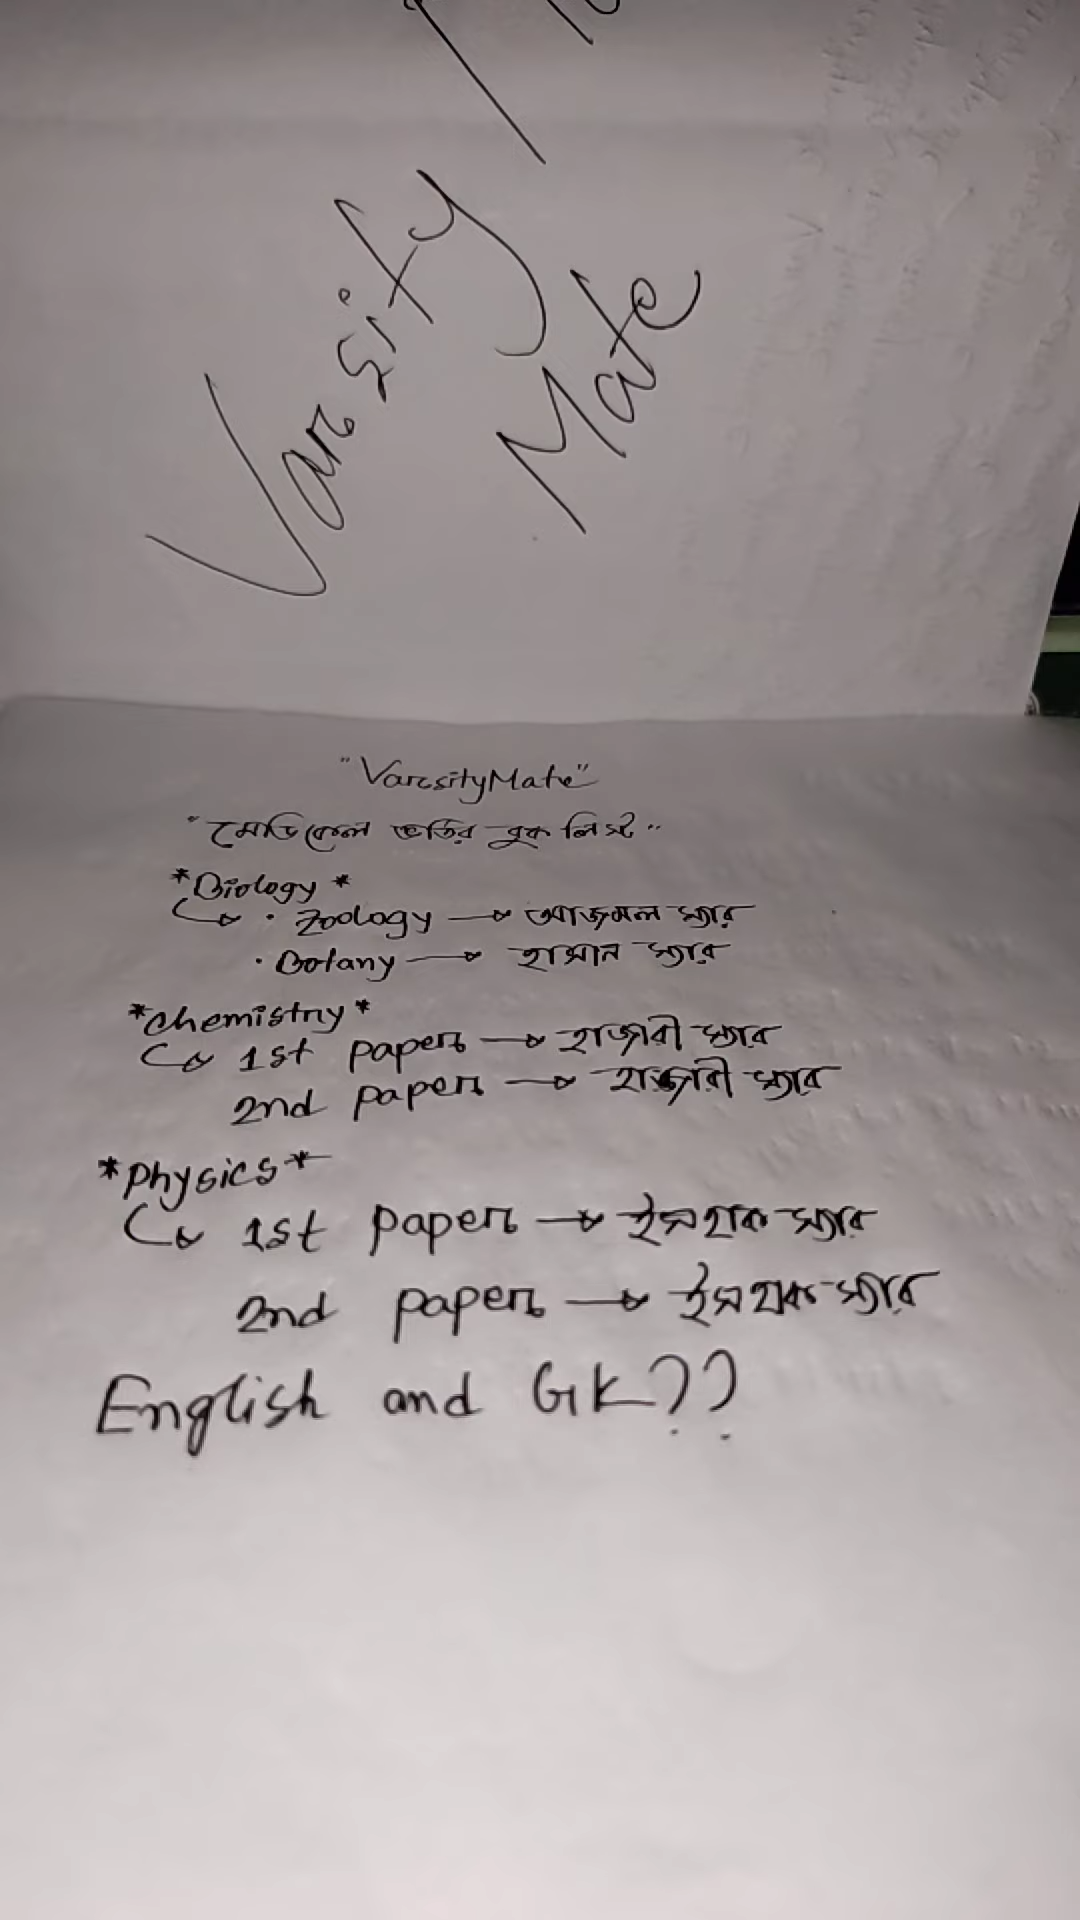 Varsity
Mate
"VarsityMate"
"মেডিকেল ভর্তির বুক লিস্ট"
*Biology*
↳ · Zoology → আজমল স্যার
· Botany → হাসান স্যার
*Chemistry*
↳ 1st paper → হাজারী স্যার
2nd paper → হাজারী স্যার
*Physics*
↳ 1st paper → ইসহাক স্যার
2nd paper → ইসহাক স্যার
English and GK??